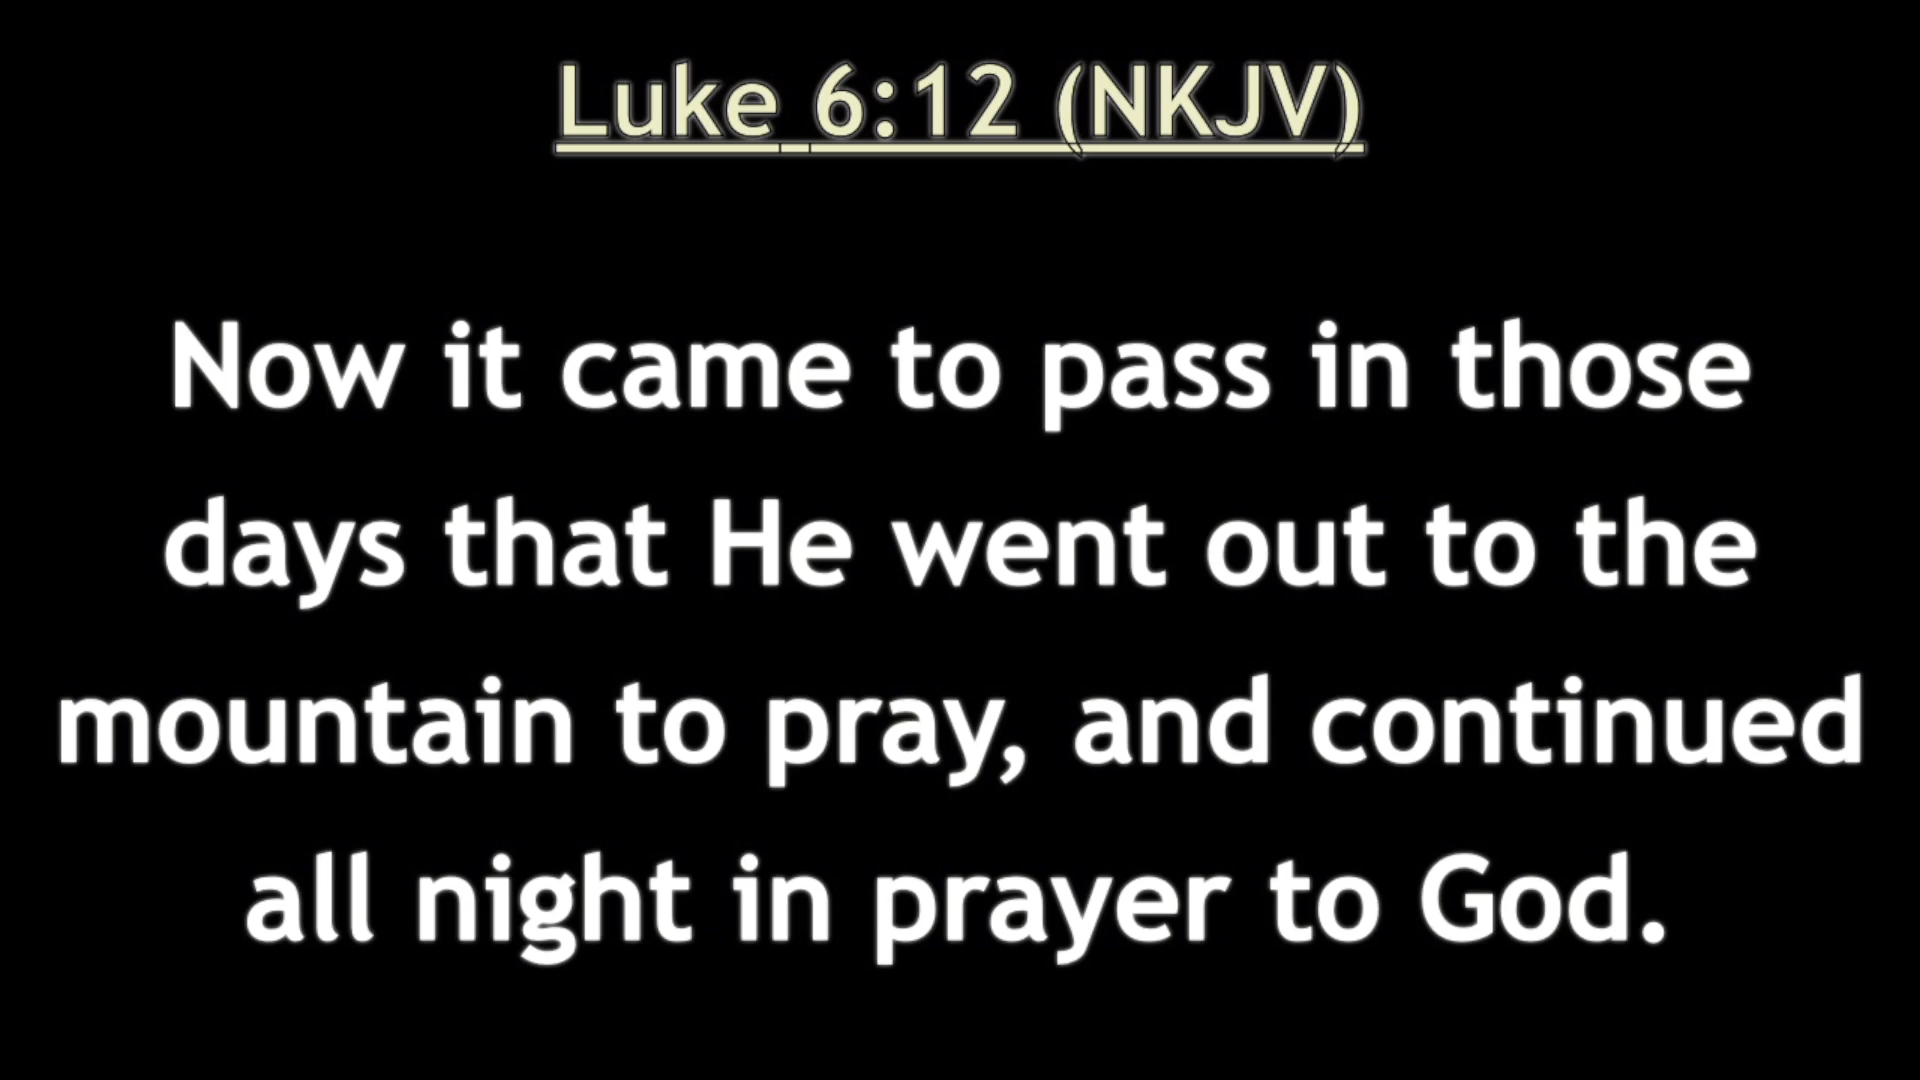 Luke 6:12 (NKJV)
Now it came to pass in those
days that He went out to the
mountain to pray, and continued
all night in prayer to God.